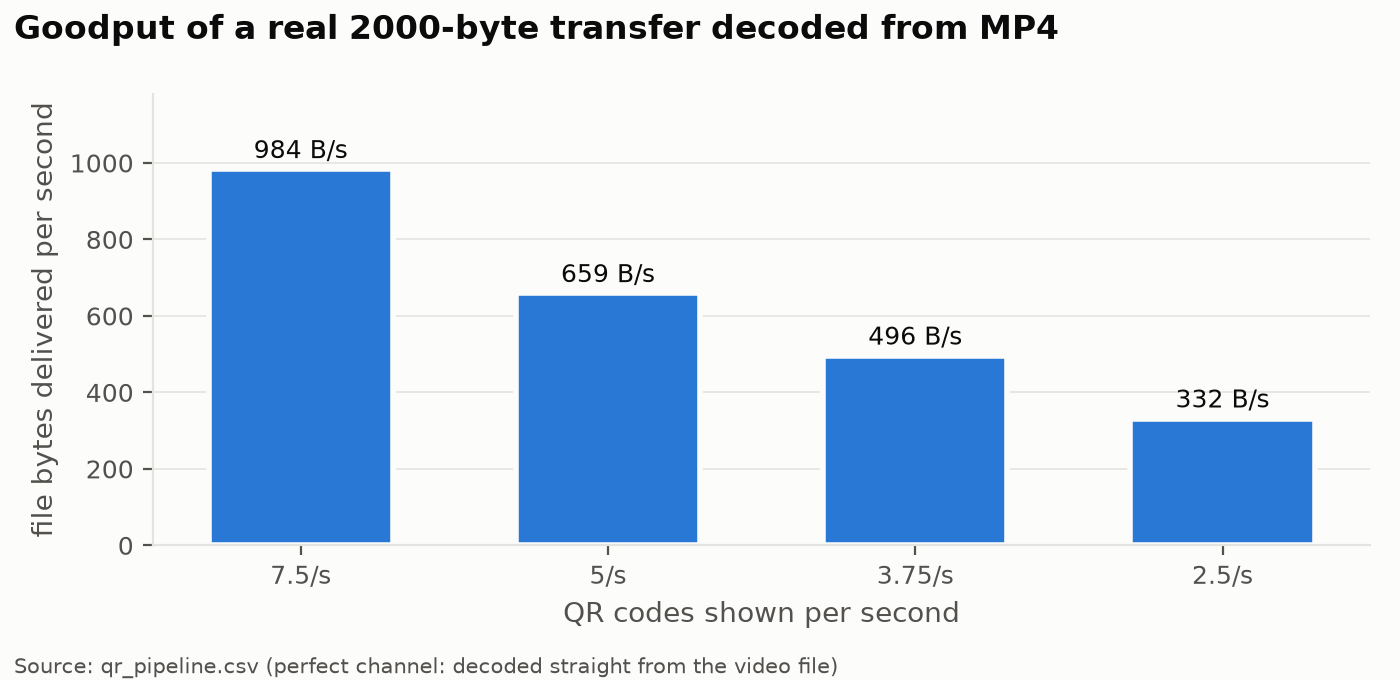 Goodput of a real 2000-byte transfer decoded from MP4
file bytes delivered per second
1000
800
600
400
200
0
984 B/s
659 B/s
496 B/s
332 B/s
7.5/s
5/s
3.75/s
2.5/s
QR codes shown per second
Source: qr_pipeline.csv (perfect channel: decoded straight from the video file)